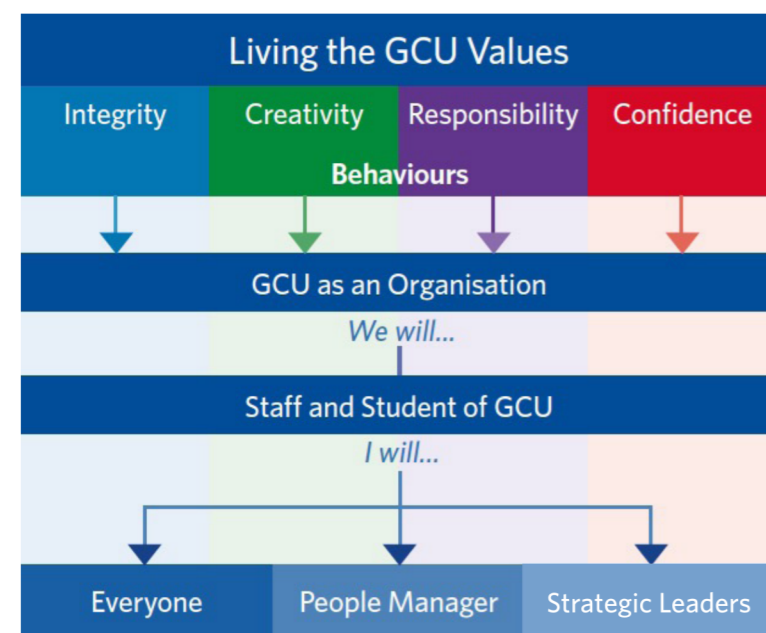 Living the GCU Values
Integrity Creativity Responsibility Confidence
Behaviours
GCU as an Organisation
We will...
Staff and Student of GCU
I will...
Everyone People Manager Strategic Leaders